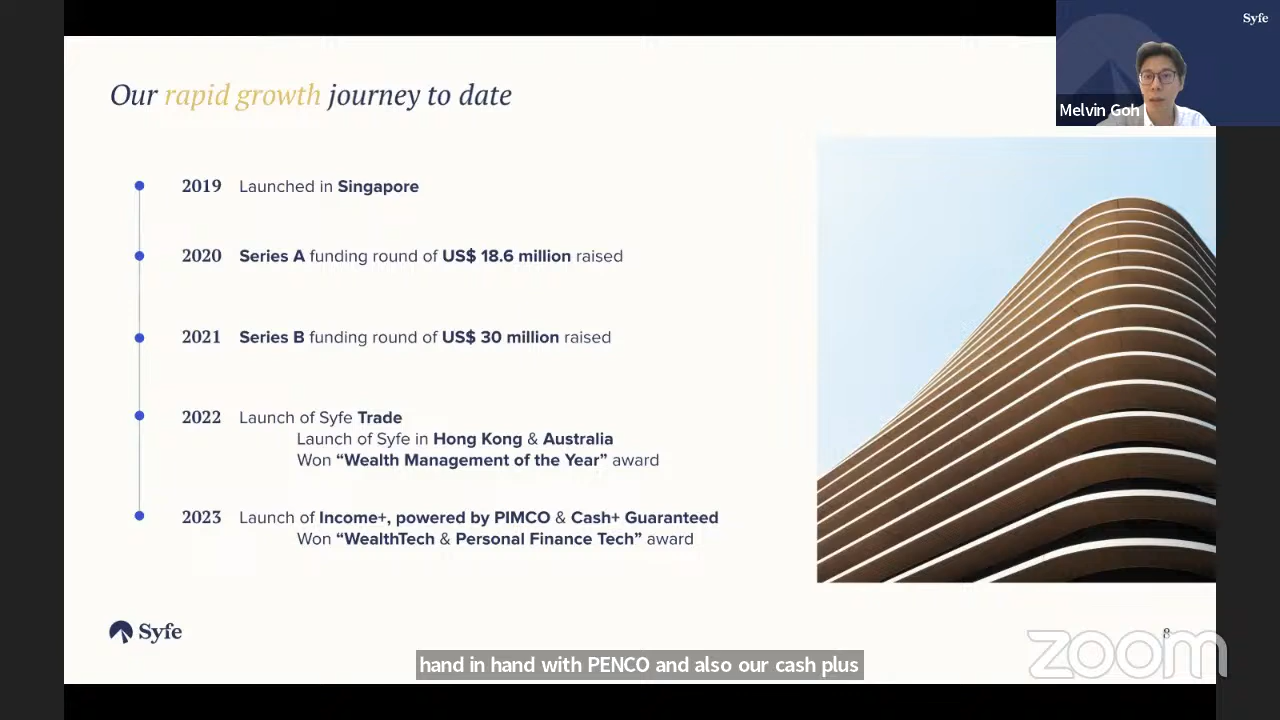 Syfe
Melvin Goh
Our rapid growth journey to date
2019 Launched in Singapore
2020 Series A funding round of US$ 18.6 million raised
2021 Series B funding round of US$ 30 million raised
2022 Launch of Syfe Trade
Launch of Syfe in Hong Kong & Australia
Won “Wealth Management of the Year” award
2023 Launch of Income+, powered by PIMCO & Cash+ Guaranteed
Won “WealthTech & Personal Finance Tech” award
Syfe
8
zoom
hand in hand with PENCO and also our cash plus